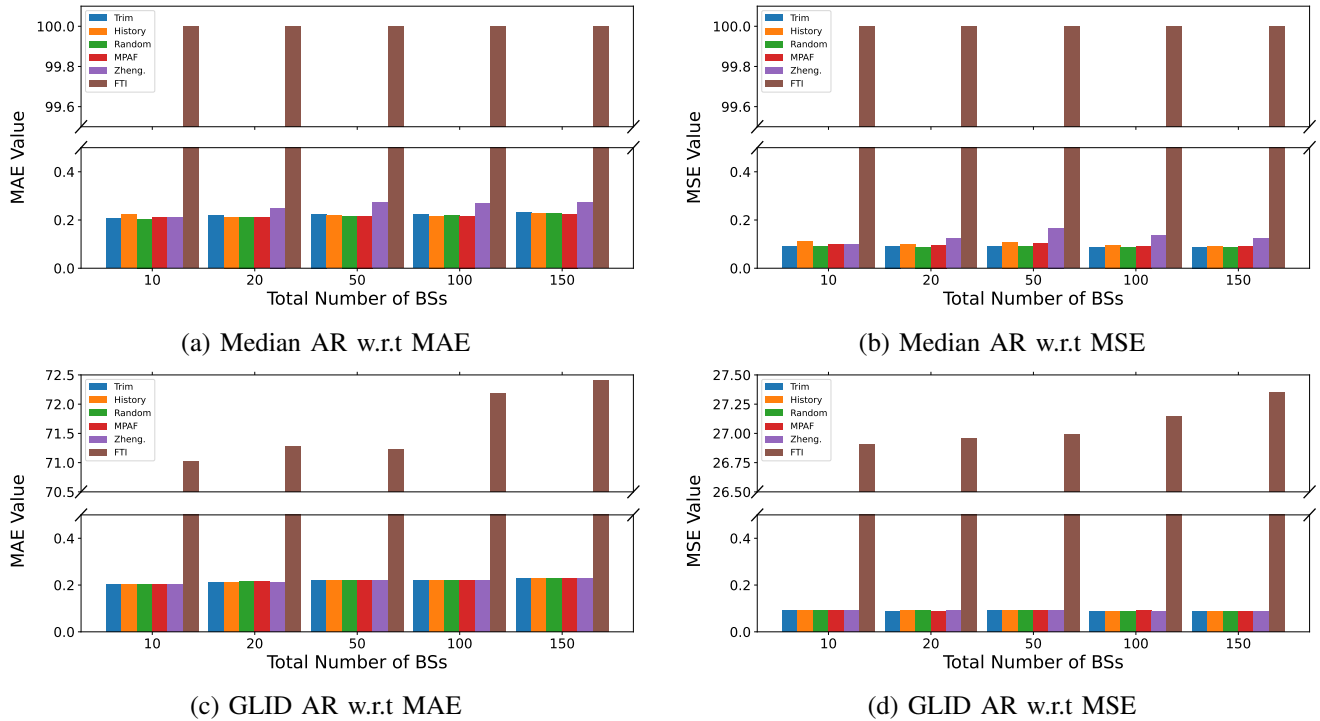 100.0
99.8
99.6
0.4
0.2
0.0
MAE Value
Trim
History
Random
MPAF
Zheng.
FTI
10 20 50 100 150
Total Number of BSs
(a) Median AR w.r.t MAE
100.0
99.8
99.6
0.4
0.2
0.0
MSE Value
Trim
History
Random
MPAF
Zheng.
FTI
10 20 50 100 150
Total Number of BSs
(b) Median AR w.r.t MSE
72.5
72.0
71.5
71.0
70.5
0.4
0.2
0.0
MAE Value
Trim
History
Random
MPAF
Zheng.
FTI
10 20 50 100 150
Total Number of BSs
(c) GLID AR w.r.t MAE
27.50
27.25
27.00
26.75
26.50
0.4
0.2
0.0
MSE Value
Trim
History
Random
MPAF
Zheng.
FTI
10 20 50 100 150
Total Number of BSs
(d) GLID AR w.r.t MSE